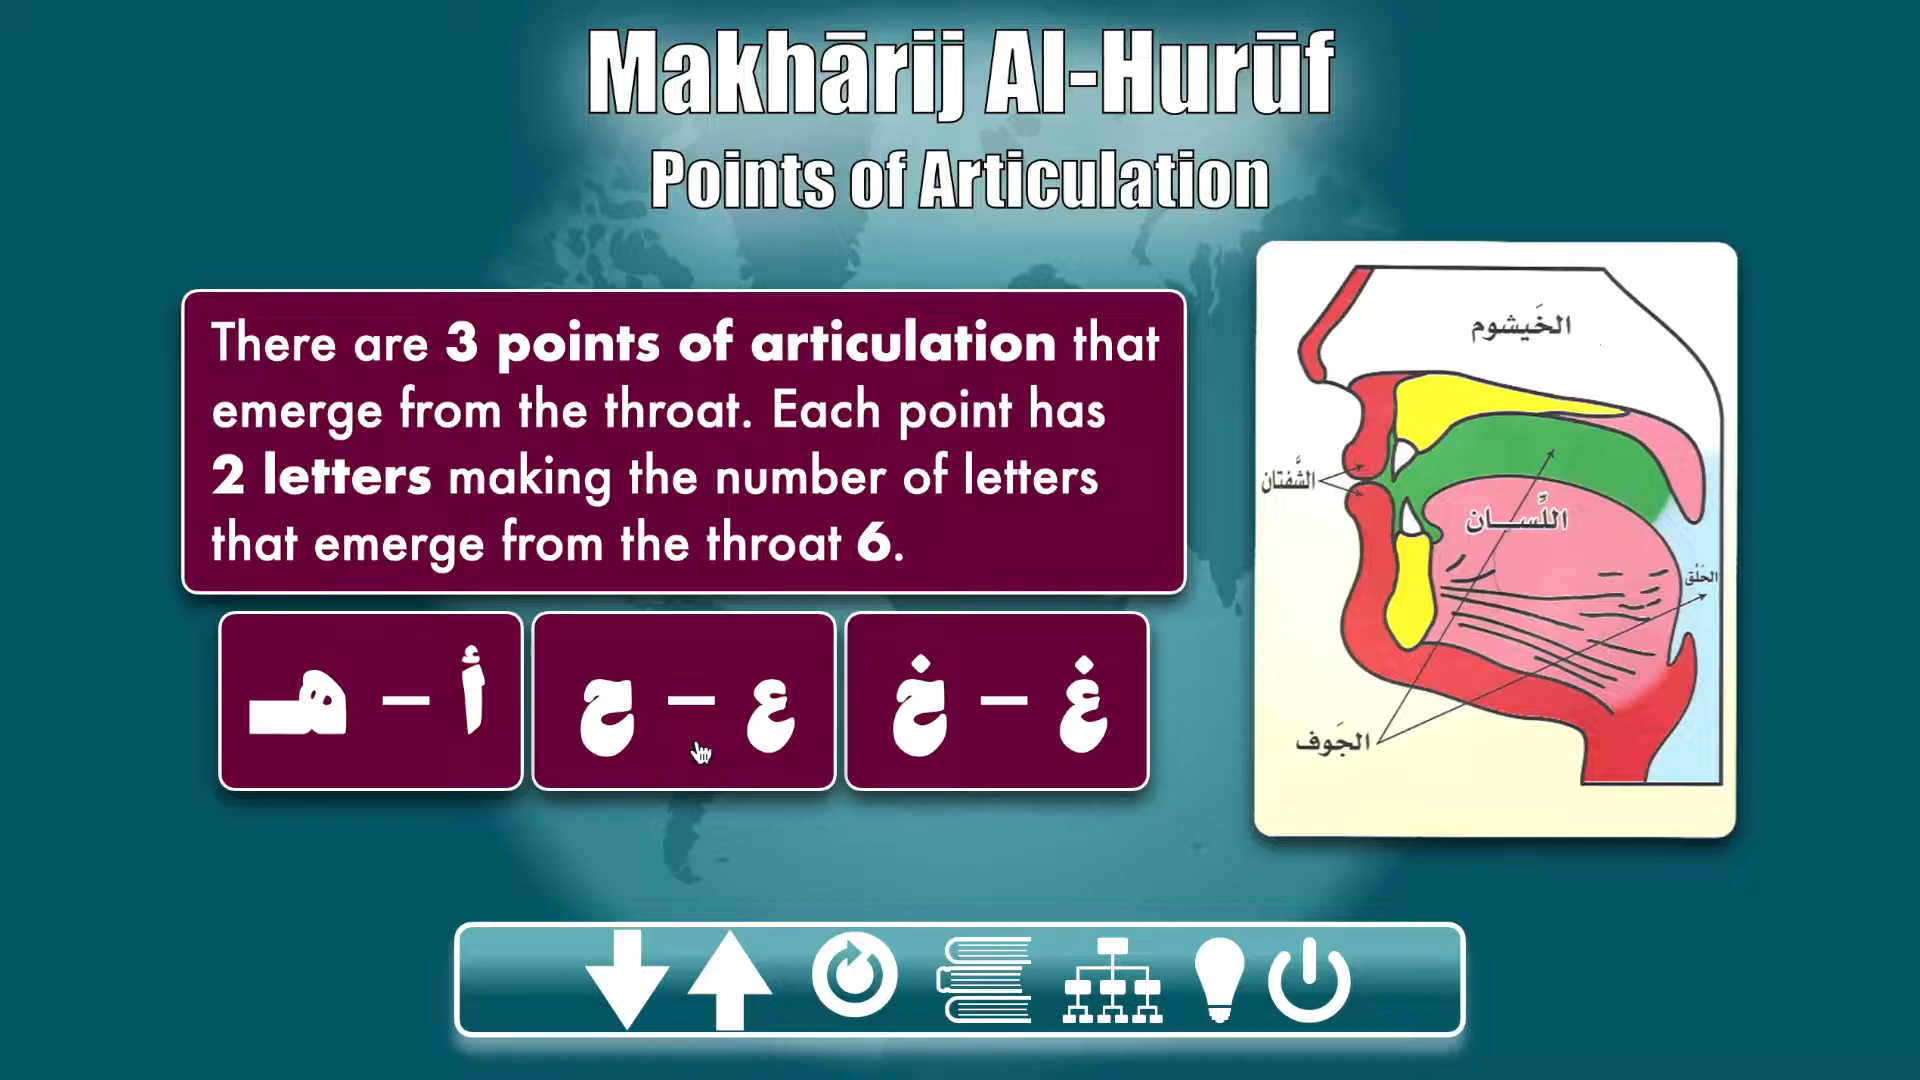 Makhārij Al-Hurūf
Points of Articulation
There are 3 points of articulation that
emerge from the throat. Each point has
2 letters making the number of letters
that emerge from the throat 6.
أ – هـ
ع – ح
غ – خ
الخَيشوم
الشَّفتان
اللِّســـان
الحَلْق
الجَوف